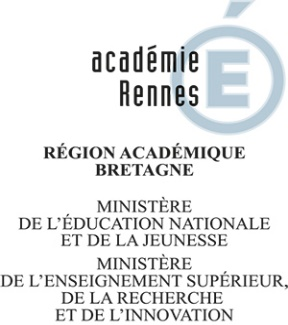 académie
Rennes
É
RÉGION ACADÉMIQUE
BRETAGNE
MINISTÈRE
DE L'ÉDUCATION NATIONALE
ET DE LA JEUNESSE
MINISTÈRE
DE L'ENSEIGNEMENT SUPÉRIEUR,
DE LA RECHERCHE
ET DE L'INNOVATION